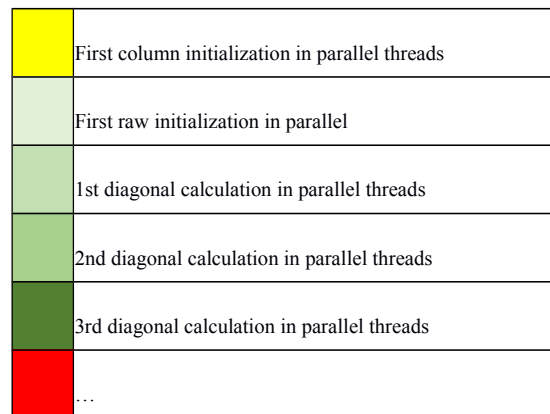 First column initialization in parallel threads
First raw initialization in parallel
1st diagonal calculation in parallel threads
2nd diagonal calculation in parallel threads
3rd diagonal calculation in parallel threads
…